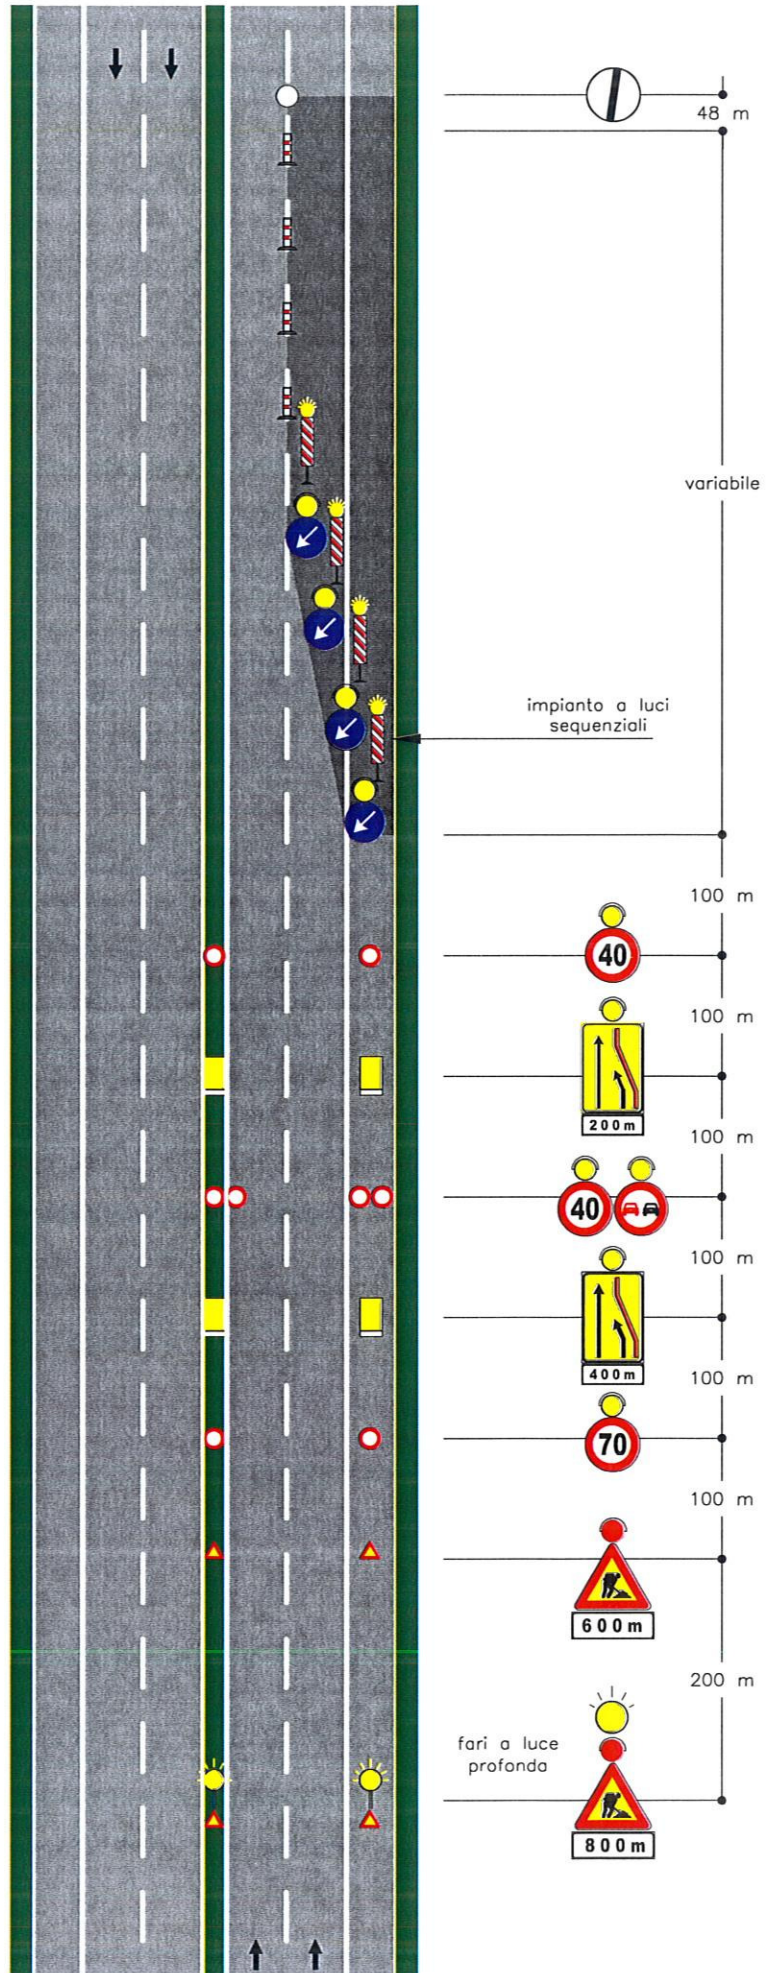 48 m
variabile
impianto a luci
sequenziali
100 m
40
100 m
200m
100 m
40
100 m
400m
100 m
70
100 m
600m
200 m
fari a luce
profonda
800m